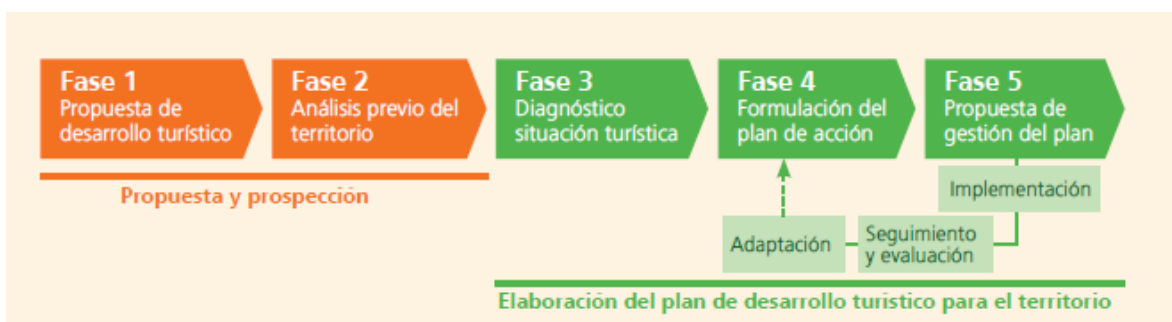 Fase 1
Propuesta de
desarrollo turístico
Fase 2
Análisis previo del
territorio
Fase 3
Diagnóstico
situación turística
Fase 4
Formulación del
plan de acción
Fase 5
Propuesta de
gestión del plan
Propuesta y prospección
Implementación
Adaptación
Seguimiento
y evaluación
Elaboración del plan de desarrollo turístico para el territorio